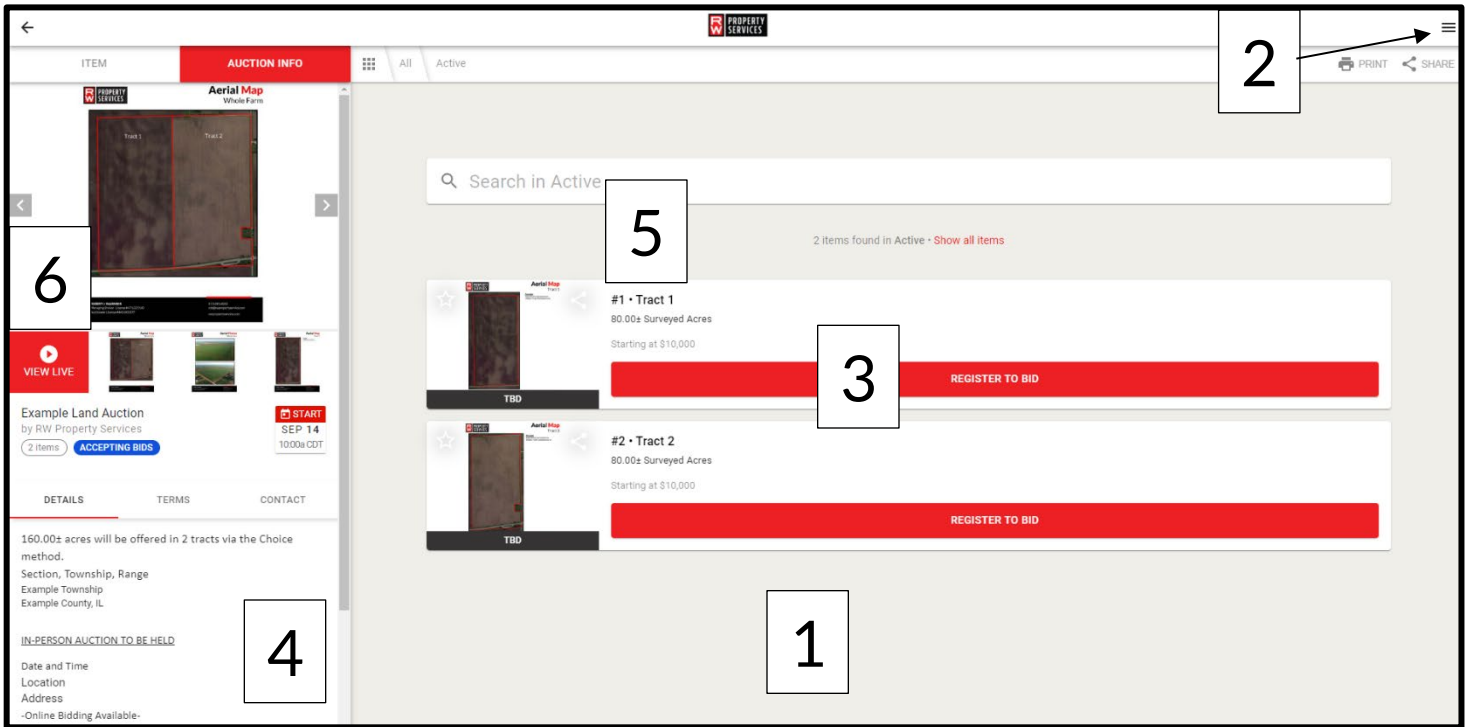 RW PROPERTY SERVICES
ITEM
AUCTION INFO
All
Active
2
PRINT
SHARE
RW PROPERTY SERVICES
Aerial Map
Whole Farm
Tract 1
Tract 2
Search in Active
5
2 items found in Active • Show all items
6
VIEW LIVE
Example Land Auction
by RW Property Services
2 items
ACCEPTING BIDS
START
SEP 14
10:00a CDT
DETAILS
TERMS
CONTACT
160.00± acres will be offered in 2 tracts via the Choice
method.
Section, Township, Range
Example Township
Example County, IL
IN-PERSON AUCTION TO BE HELD
Date and Time
Location
Address
-Online Bidding Available-
4
Aerial Map
#1 • Tract 1
80.00± Surveyed Acres
Starting at $10,000
3
REGISTER TO BID
TBD
Aerial Map
#2 • Tract 2
80.00± Surveyed Acres
Starting at $10,000
REGISTER TO BID
TBD
1